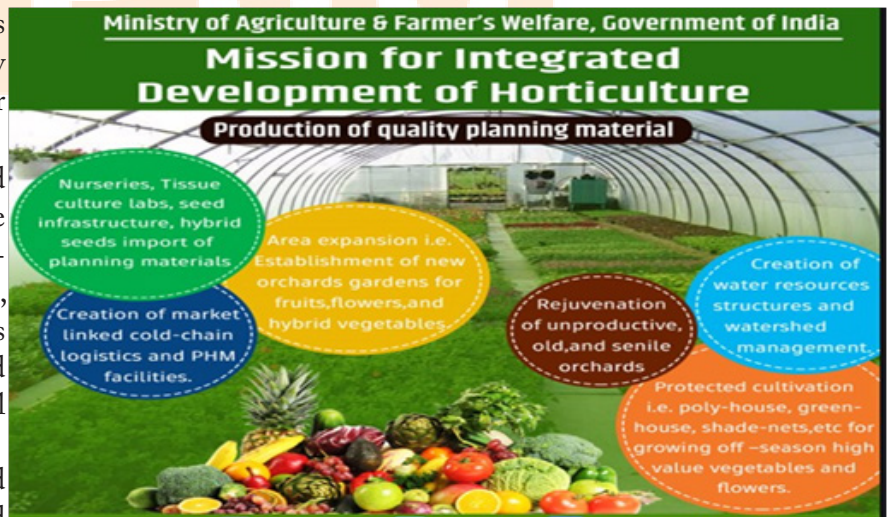 Ministry of Agriculture & Farmer's Welfare, Government of India
Mission for Integrated
Development of Horticulture
Production of quality planning material
Nurseries, Tissue
culture labs, seed
infrastructure, hybrid
seeds import of
planning materials
Area expansion i.e.
Establishment of new
orchards gardens for
fruits,flowers,and
hybrid vegetables.
Creation of market
linked cold-chain
logistics and PHM
facilities.
Rejuvenation
of unproductive,
old,and senile
orchards
Creation of
water resources
structures and
watershed
management.
Protected cultivation
i.e. poly-house, green-
house, shade-nets,etc for
growing off –season high
value vegetables and
flowers.